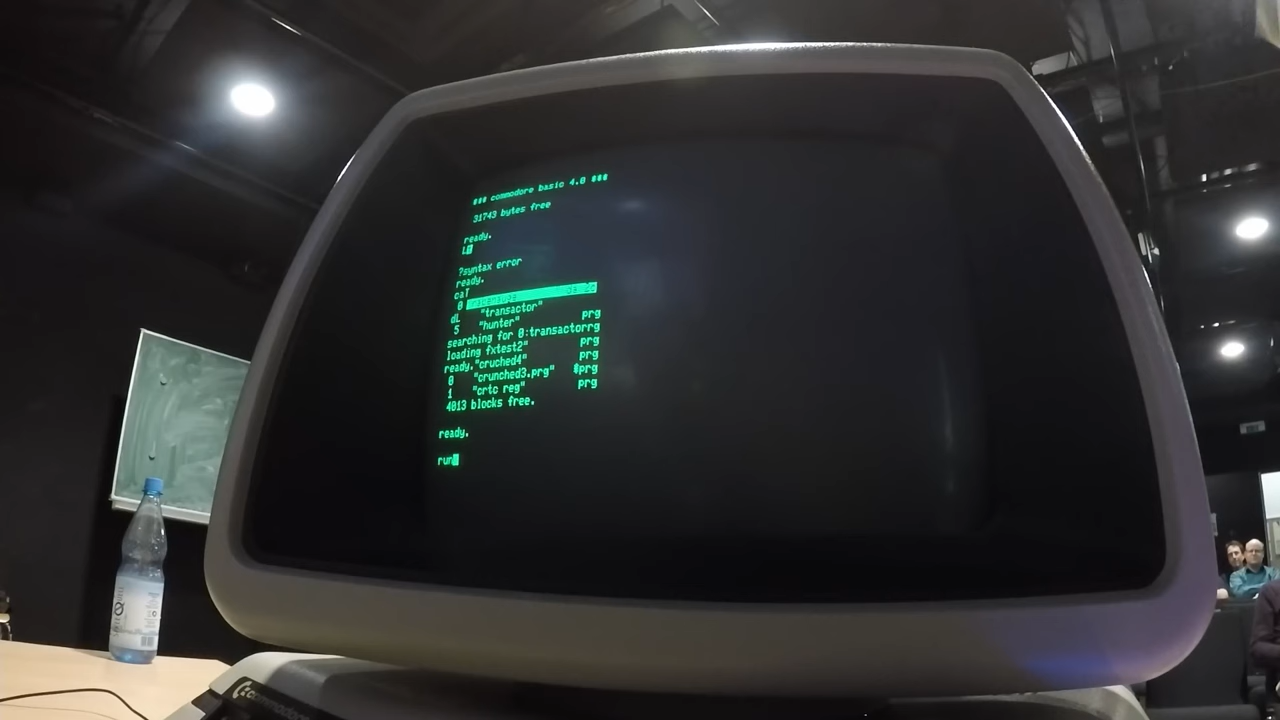 ### commodore basic 4.0 ###
31743 bytes free
ready.
L
?syntax error
ready.
caT
0
dL "transactor" prg
5 "hunter"
searching for 0:transactorrg
loading fxtest2" prg
ready."cruched4" prg
0 "crunched3.prg" prg
1 "crtc reg" prg
4013 blocks free.
ready.
run
commodore